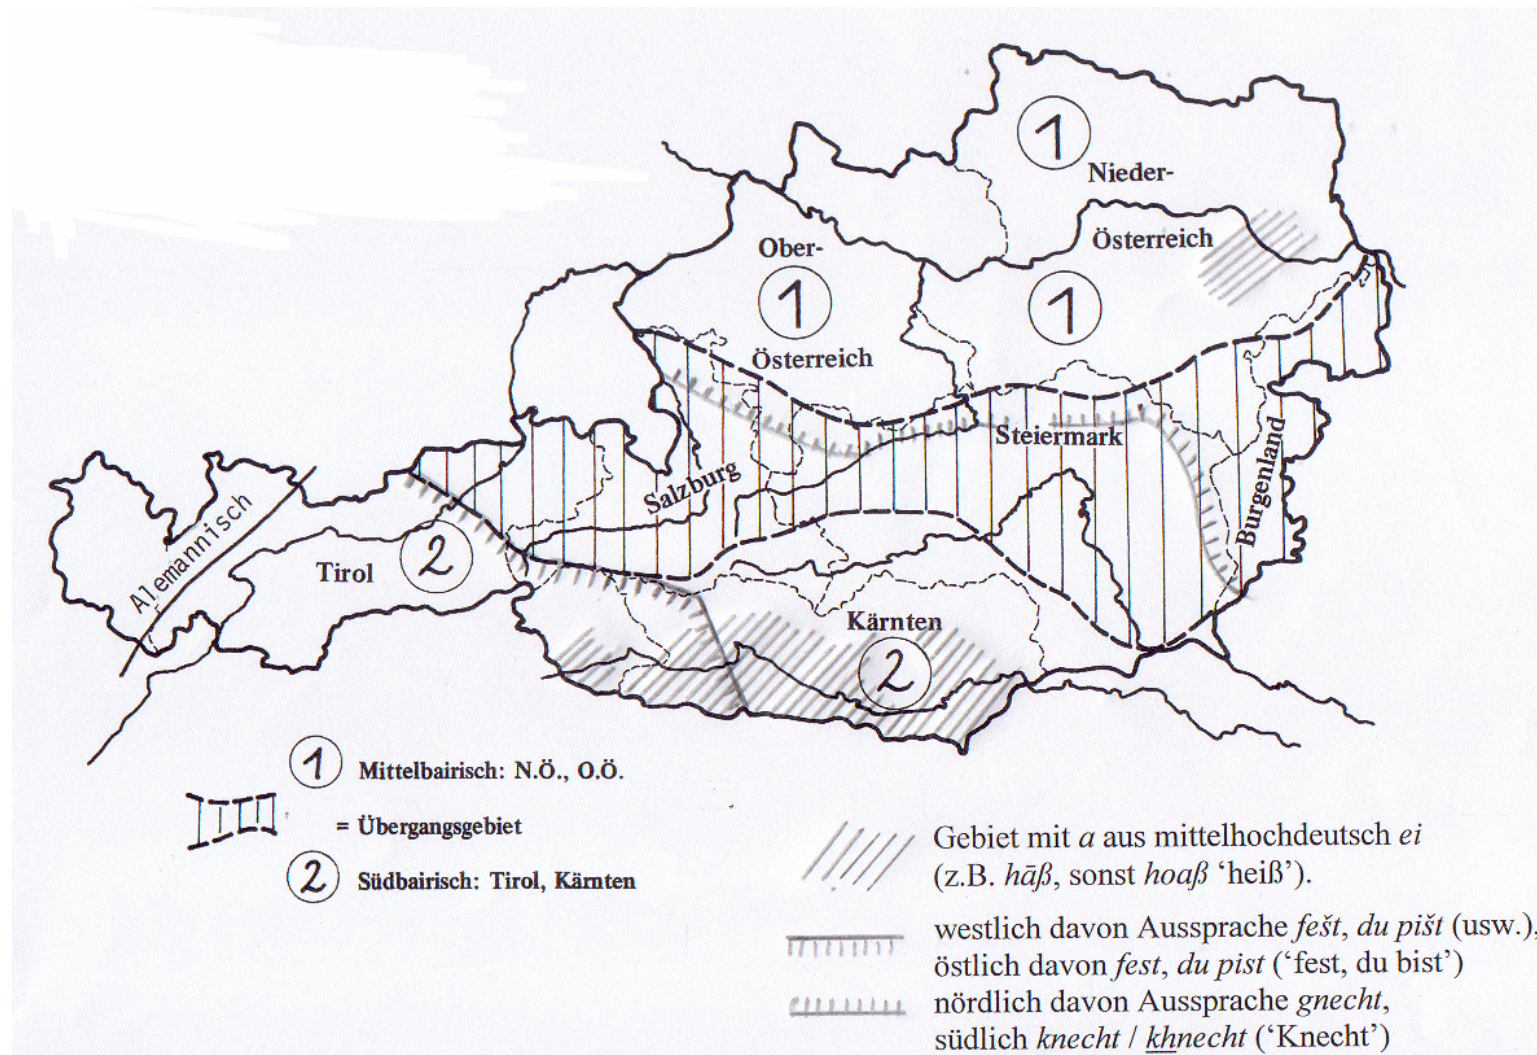 1
Nieder-
Österreich
Ober-
1
1
Österreich
Steiermark
Salzburg
Burgenland
Alemannisch
Tirol
2
Kärnten
2
1 Mittelbairisch: N.Ö., O.Ö.
= Übergangsgebiet
2 Südbairisch: Tirol, Kärnten
Gebiet mit a aus mittelhochdeutsch ei
(z.B. hāß, sonst hoaß ‘heiß’).
westlich davon Aussprache fešt, du pišt (usw.),
östlich davon fest, du pist (‘fest, du bist’)
nördlich davon Aussprache gnecht,
südlich knecht / khnecht (‘Knecht’)